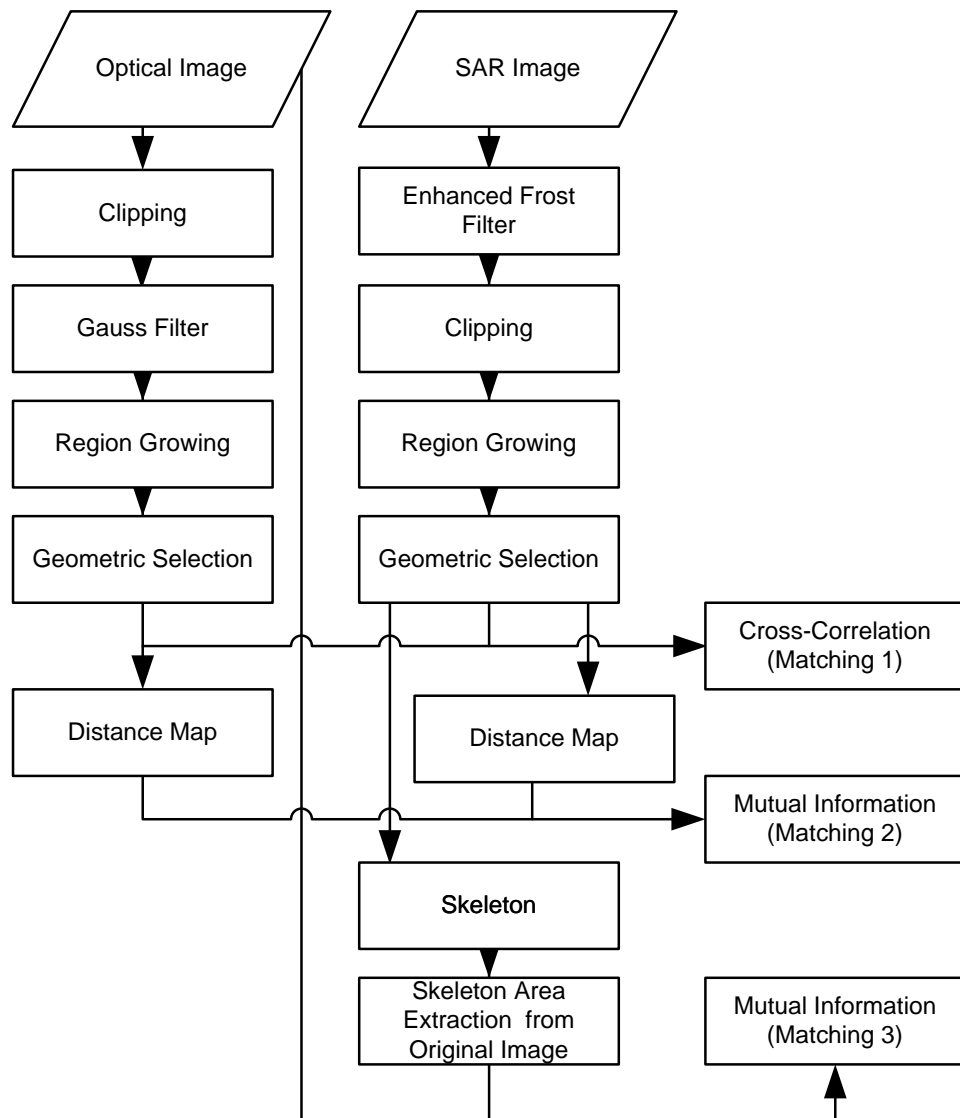 Optical Image
SAR Image
Clipping
Enhanced Frost
Filter
Gauss Filter
Clipping
Region Growing
Region Growing
Geometric Selection
Geometric Selection
Cross-Correlation
(Matching 1)
Distance Map
Distance Map
Mutual Information
(Matching 2)
Skeleton
Skeleton Area
Extraction from
Original Image
Mutual Information
(Matching 3)